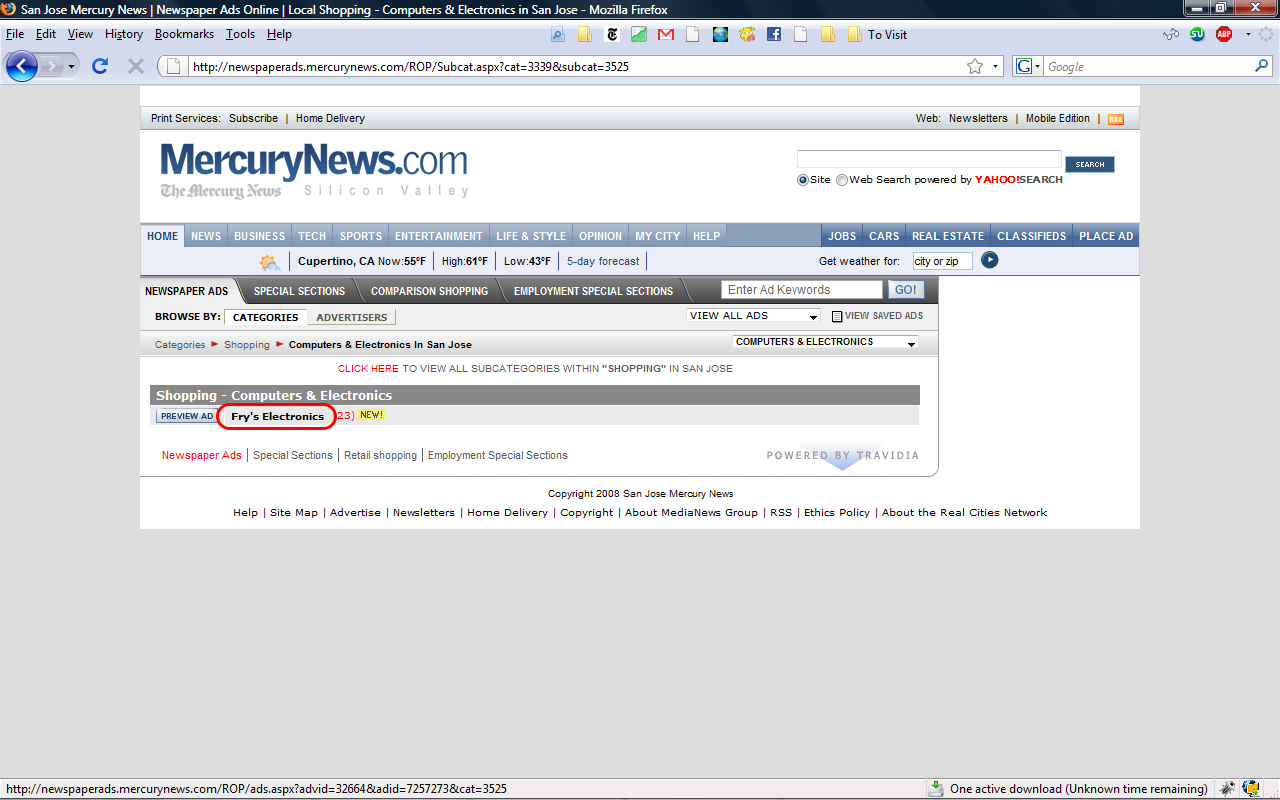 San Jose Mercury News | Newspaper Ads Online | Local Shopping - Computers & Electronics in San Jose - Mozilla Firefox
File Edit View History Bookmarks Tools Help To Visit ABP
http://newspaperads.mercurynews.com/ROP/Subcat.aspx?cat=3339&subcat=3525 G Google
Print Services: Subscribe | Home Delivery Web: Newsletters | Mobile Edition | RSS
MercuryNews.com
The Mercury News Silicon Valley
SEARCH
Site Web Search powered by YAHOO!SEARCH
HOME NEWS BUSINESS TECH SPORTS ENTERTAINMENT LIFE & STYLE OPINION MY CITY HELP JOBS CARS REAL ESTATE CLASSIFIEDS PLACE AD
Cupertino, CA Now:55°F High:61°F Low:43°F 5-day forecast Get weather for: city or zip
NEWSPAPER ADS SPECIAL SECTIONS COMPARISON SHOPPING EMPLOYMENT SPECIAL SECTIONS Enter Ad Keywords GO!
BROWSE BY: CATEGORIES ADVERTISERS VIEW ALL ADS VIEW SAVED ADS
Categories Shopping Computers & Electronics In San Jose COMPUTERS & ELECTRONICS
CLICK HERE TO VIEW ALL SUBCATEGORIES WITHIN "SHOPPING" IN SAN JOSE
Shopping - Computers & Electronics
PREVIEW AD Fry's Electronics 23) NEW!
Newspaper Ads | Special Sections | Retail shopping | Employment Special Sections POWERED BY TRAVIDIA
Copyright 2008 San Jose Mercury News
Help | Site Map | Advertise | Newsletters | Home Delivery | Copyright | About MediaNews Group | RSS | Ethics Policy | About the Real Cities Network
http://newspaperads.mercurynews.com/ROP/ads.aspx?advid=32664&adid=7257273&cat=3525 One active download (Unknown time remaining)